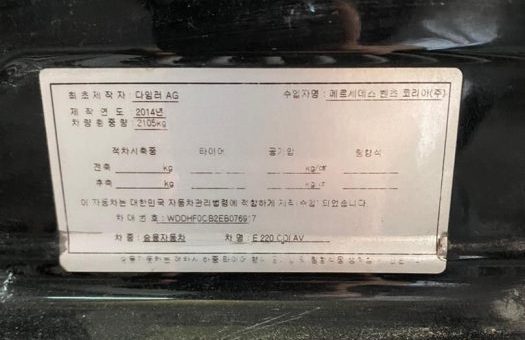 최초제작자 : 다임러 AG 수입자명 : 메르세데스 벤츠 코리아(주)
제작연도 2014년
차량총중량 2105kg
적차시축중 타이어 공기압 림형식
전축 kg kg/㎠
후축 kg kg/㎠
이 자동차는 대한민국 자동차관리법령에 적합하게 제작 수입 되었습니다.
차대번호 :
차종 : 승용자동차 차명 : E 220 CDI AV